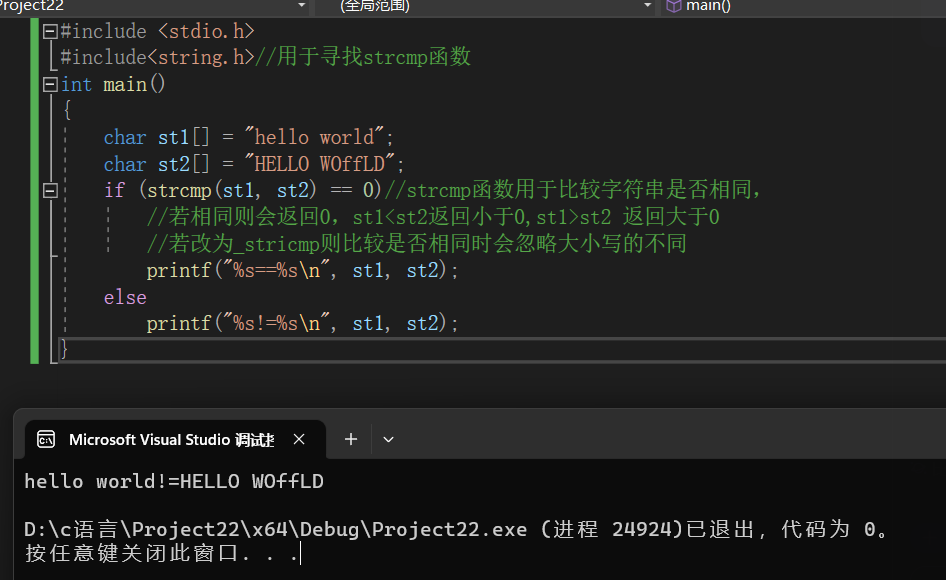 Project22 (全局范围) main()
#include <stdio.h>
#include<string.h>//用于寻找strcmp函数
int main()
{
char st1[] = "hello world";
char st2[] = "HELLO WOffLD";
if (strcmp(st1, st2) == 0)//strcmp函数用于比较字符串是否相同，
//若相同则会返回0，st1<st2返回小于0,st1>st2 返回大于0
//若改为_stricmp则比较是否相同时会忽略大小写的不同
printf("%s==%s\n", st1, st2);
else
printf("%s!=%s\n", st1, st2);
}
Microsoft Visual Studio 调试
hello world!=HELLO WOffLD
D:\c语言\Project22\x64\Debug\Project22.exe (进程 24924)已退出，代码为 0。
按任意键关闭此窗口. . .